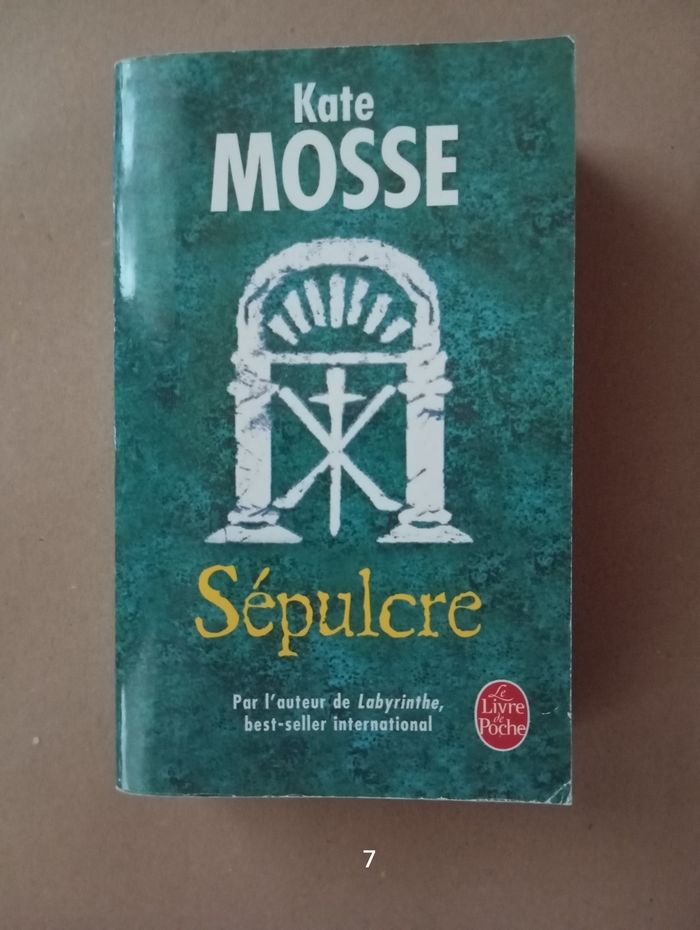 Kate
MOSSE
Sépulcre
Par l'auteur de Labyrinthe,
best-seller international
Le
Livre
de
Poche
7